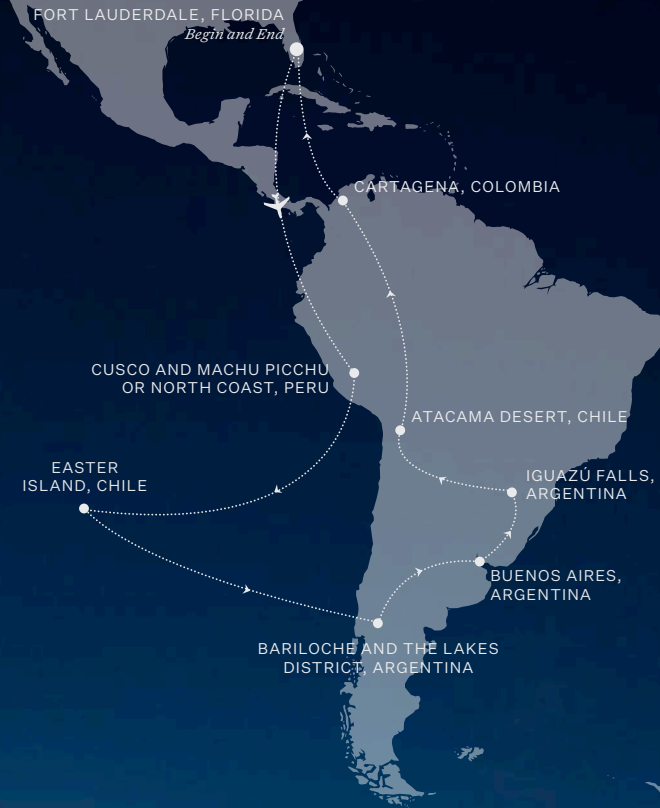 FORT LAUDERDALE, FLORIDA
Begin and End
CARTAGENA, COLOMBIA
CUSCO AND MACHU PICCHU
OR NORTH COAST, PERU
ATACAMA DESERT, CHILE
EASTER
ISLAND, CHILE
IGUAZÚ FALLS,
ARGENTINA
BUENOS AIRES,
ARGENTINA
BARILOCHE AND THE LAKES
DISTRICT, ARGENTINA